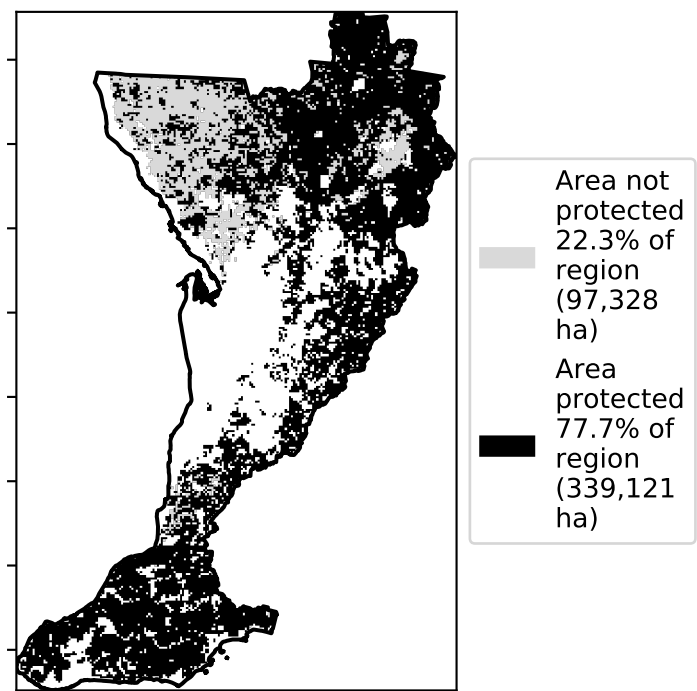 Area not
protected
22.3% of
region
(97,328
ha)
Area
protected
77.7% of
region
(339,121
ha)